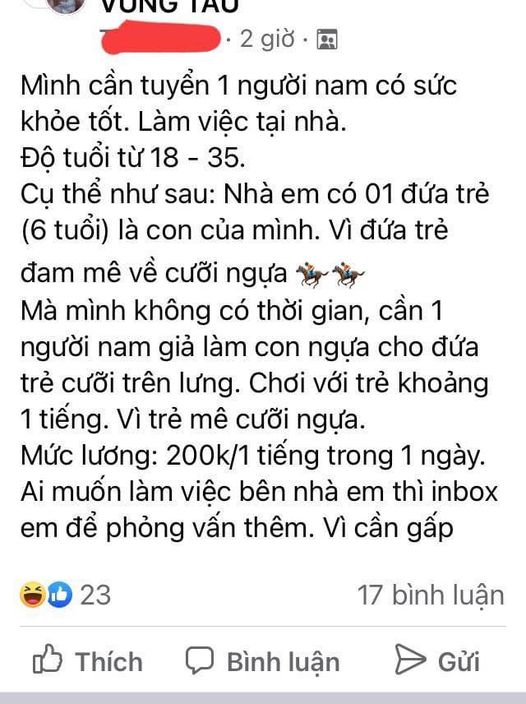 VŨNG TÀU
· 2 giờ ·
Mình cần tuyển 1 người nam có sức
khỏe tốt. Làm việc tại nhà.
Độ tuổi từ 18 - 35.
Cụ thể như sau: Nhà em có 01 đứa trẻ
(6 tuổi) là con của mình. Vì đứa trẻ
đam mê về cưỡi ngựa 🏇🏇
Mà mình không có thời gian, cần 1
người nam giả làm con ngựa cho đứa
trẻ cưỡi trên lưng. Chơi với trẻ khoảng
1 tiếng. Vì trẻ mê cưỡi ngựa.
Mức lương: 200k/1 tiếng trong 1 ngày.
Ai muốn làm việc bên nhà em thì inbox
em để phỏng vấn thêm. Vì cần gấp
23
17 bình luận
Thích
Bình luận
Gửi